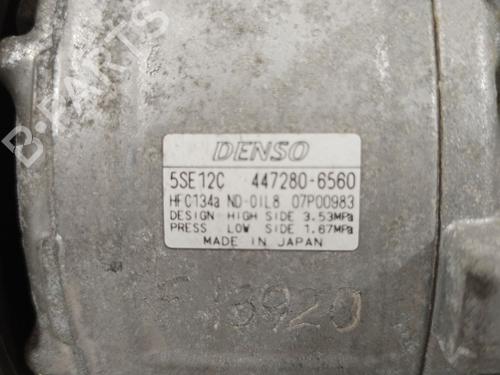 B-PARTS
DENSO
5SE12C 447280-6560
HFC134a ND-OIL8 07P00983
DESIGN HIGH SIDE 3.53MPa
PRESS LOW SIDE 1.67MPa
MADE IN JAPAN